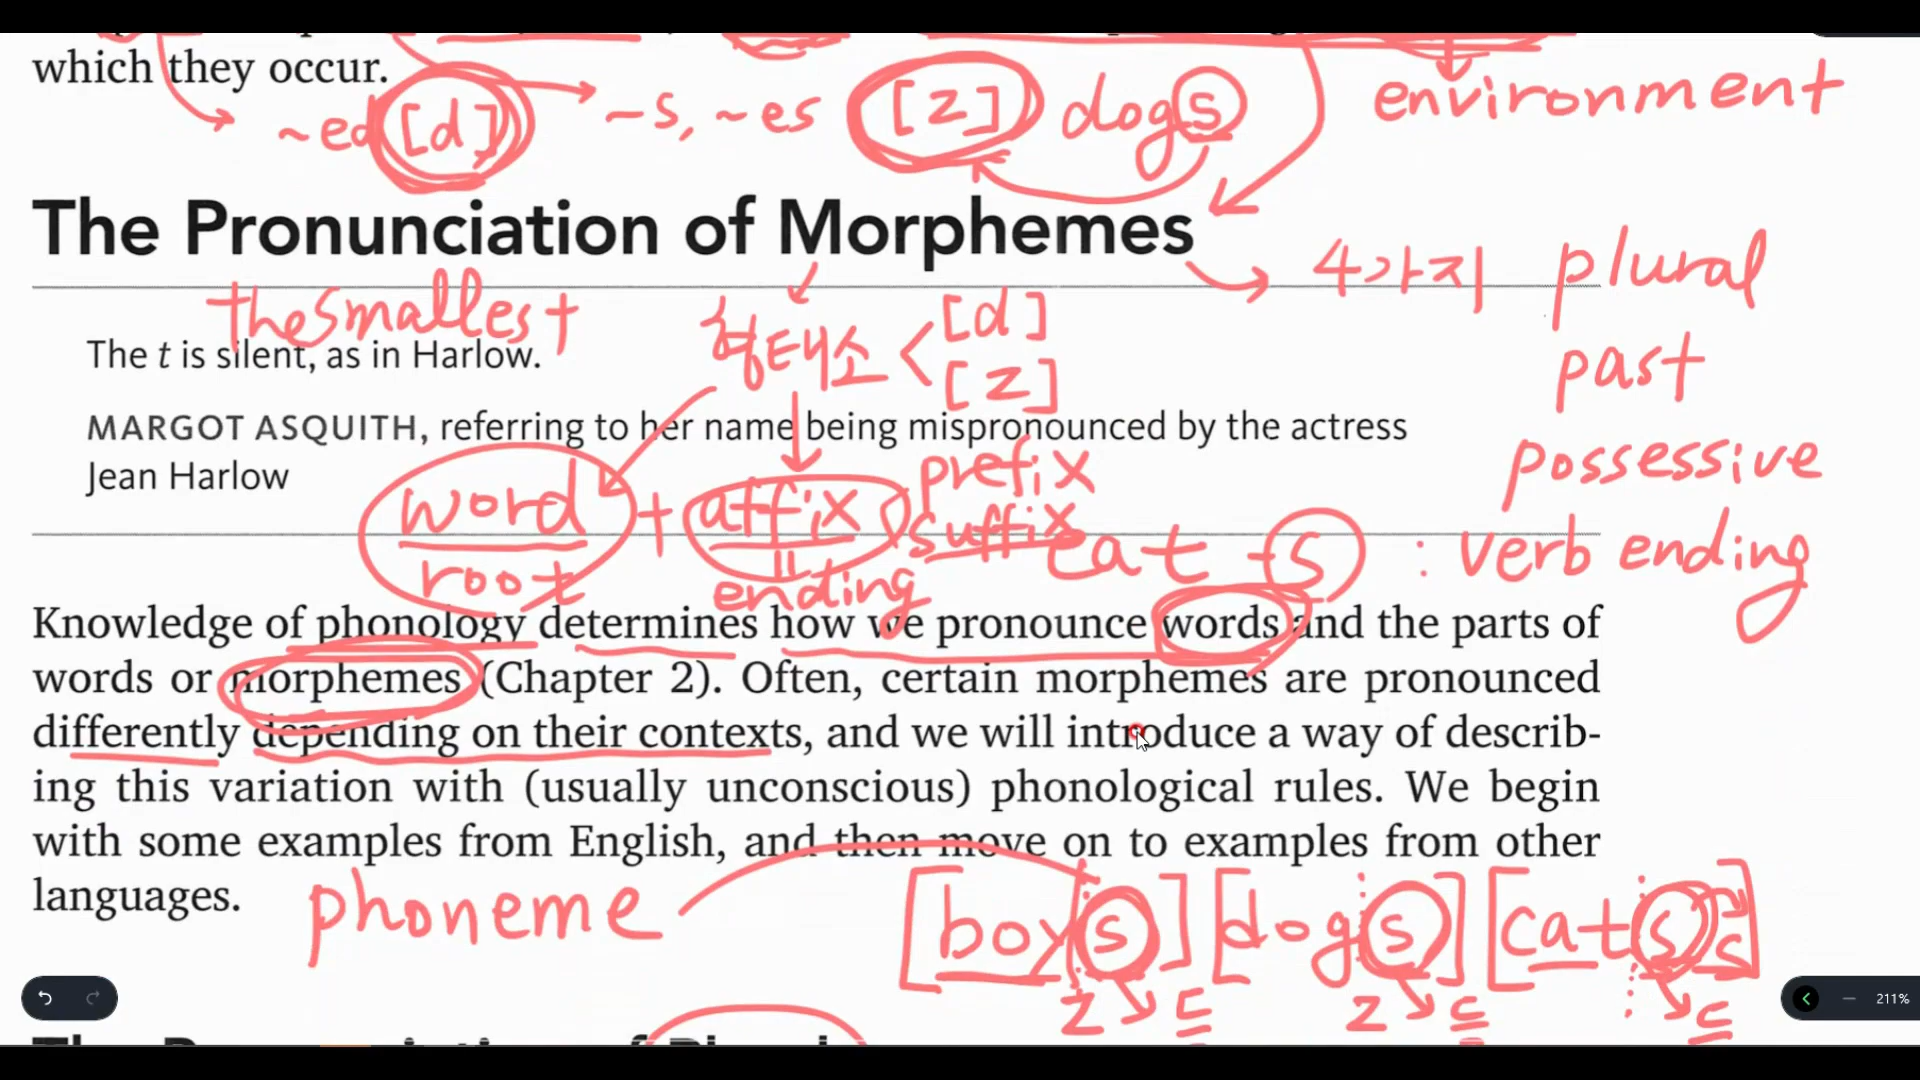 which they occur.
~ed [d] ~s, ~es [z] dogs environment
The Pronunciation of Morphemes
4가지 plural
the smallest
형태소 < [d]
[z]
The t is silent, as in Harlow.
past
MARGOT ASQUITH, referring to her name being mispronounced by the actress
Jean Harlow
possessive
word + affix prefix
suffix
root ending
eat -s : verb ending
Knowledge of phonology determines how we pronounce words and the parts of
words or morphemes (Chapter 2). Often, certain morphemes are pronounced
differently depending on their contexts, and we will introduce a way of describ-
ing this variation with (usually unconscious) phonological rules. We begin
with some examples from English, and then move on to examples from other
languages.
phoneme [boys] [dogs] [cats]
s
z z
211%